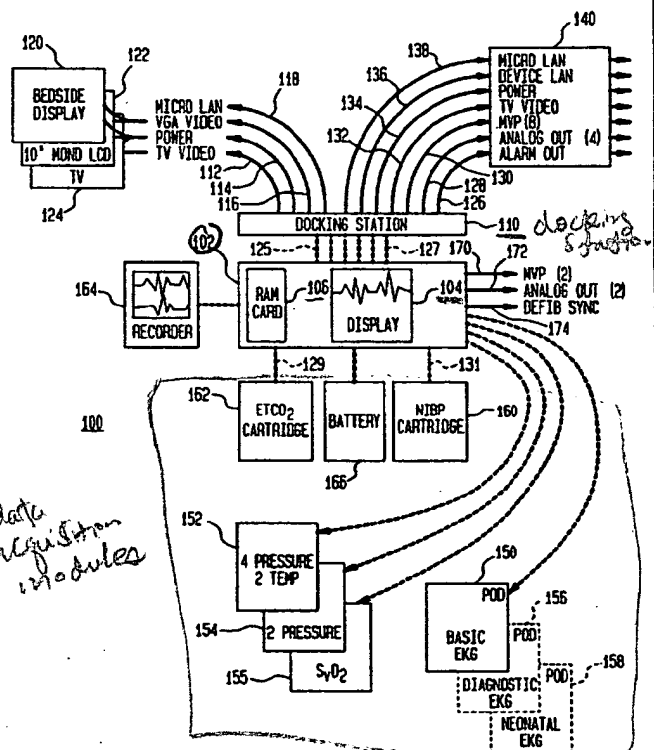 140
138
120
122
BEDSIDE
DISPLAY
10" MONO LCD
TV
124
MICRO LAN
VGA VIDEO
POWER
TV VIDEO
118
112
114
116
136
134
132
MICRO LAN
DEVICE LAN
POWER
TV VIDEO
MVP (8)
ANALOG OUT (4)
ALARM OUT
130
128
126
DOCKING STATION
110
docking
station
102
125
127
170
172
MVP (2)
ANALOG OUT (2)
DEFIB SYNC
174
164
RECORDER
RAM
CARD
106
DISPLAY
104
129
131
162
ETCO2
CARTRIDGE
BATTERY
166
NIBP
CARTRIDGE
160
100
data
acquisition
modules
152
4 PRESSURE
2 TEMP
154
2 PRESSURE
155
SvO2
150
POD
BASIC
EKG
156
POD
DIAGNOSTIC
EKG
158
POD
NEONATAL
EKG